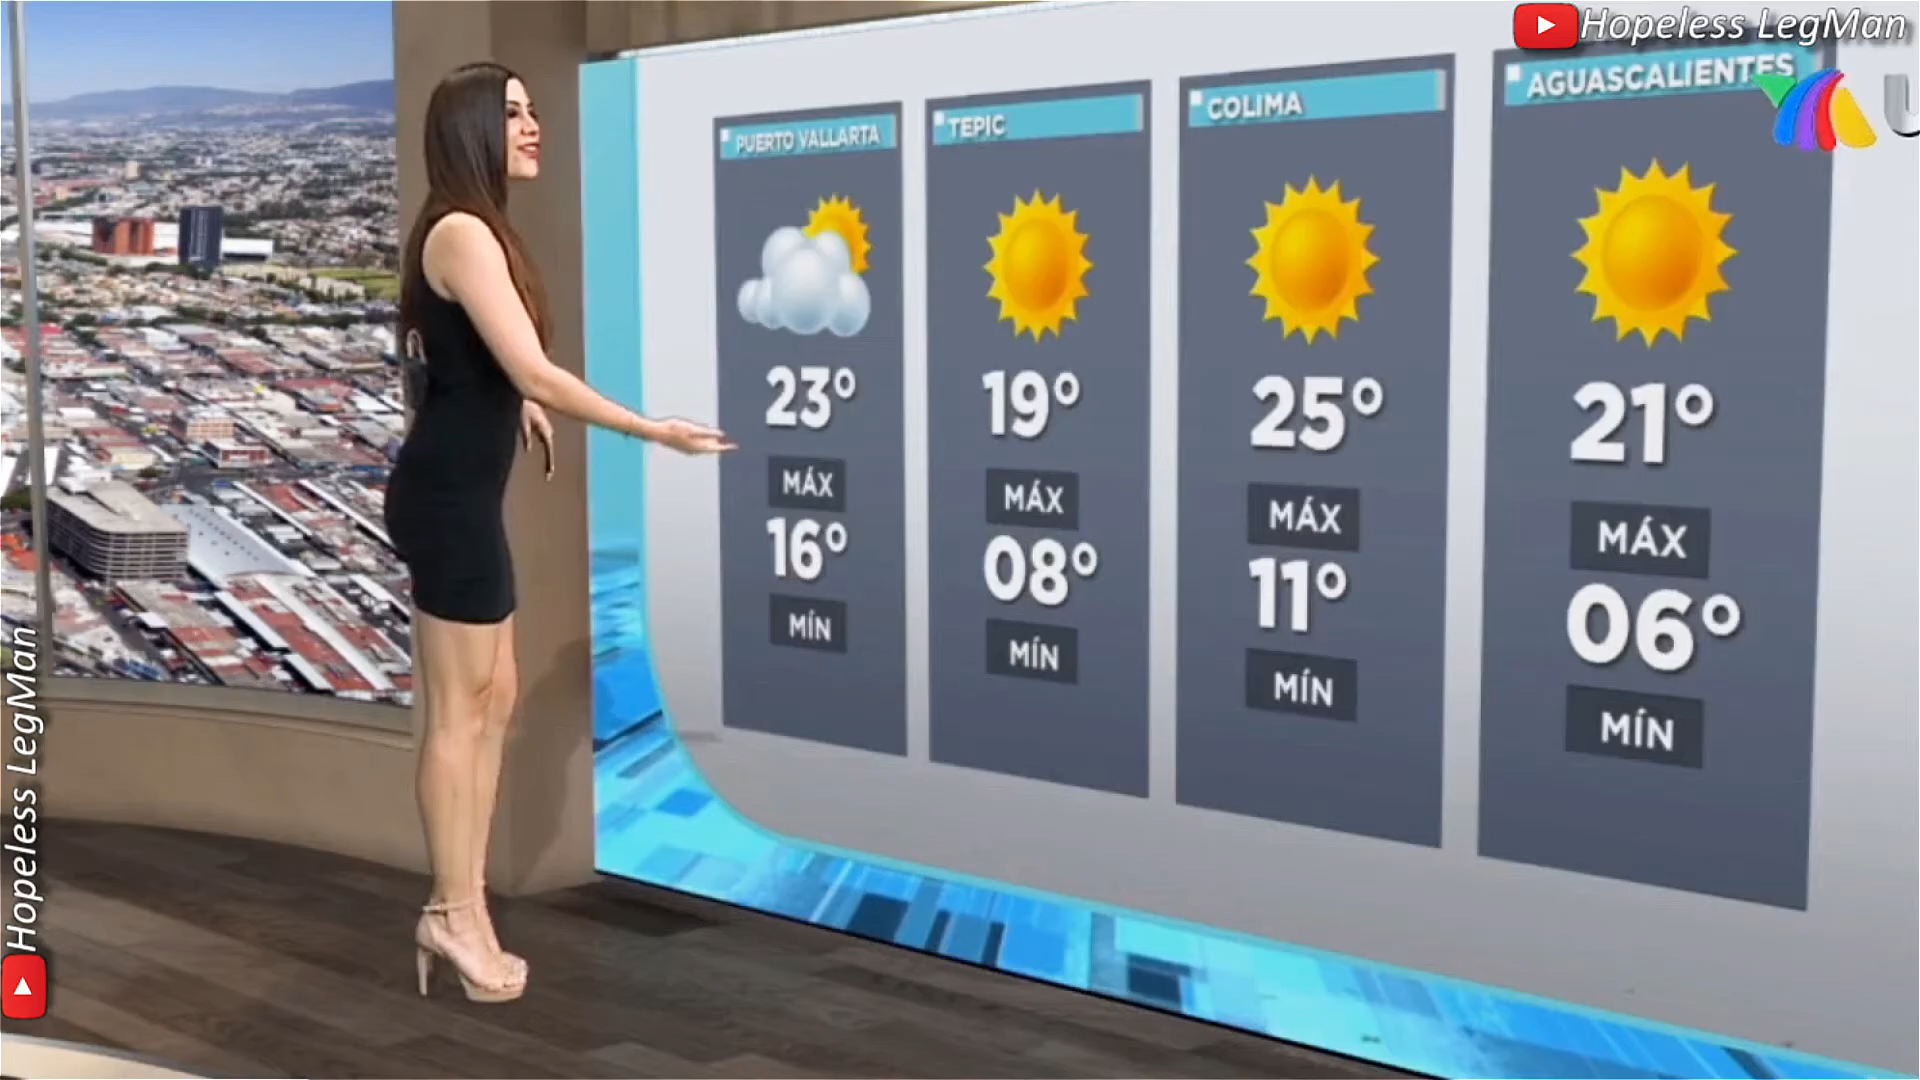 Hopeless LegMan
PUERTO VALLARTA
23°
MÁX
16°
MÍN
TEPIC
19°
MÁX
08°
MÍN
COLIMA
25°
MÁX
11°
MÍN
AGUASCALIENTES
21°
MÁX
06°
MÍN
Hopeless LegMan